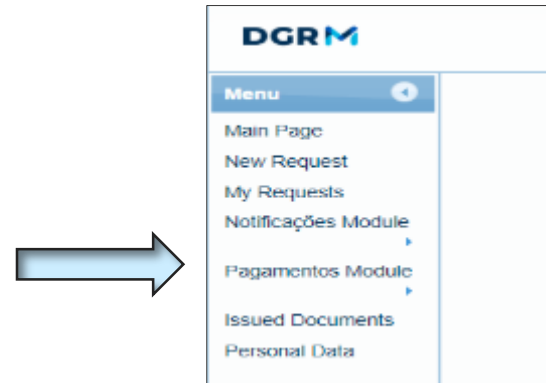 DGRM
Menu
Main Page
New Request
My Requests
Notificações Module
Pagamentos Module
Issued Documents
Personal Data